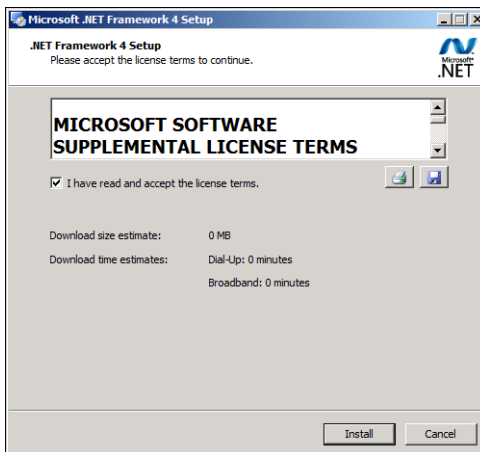 Microsoft .NET Framework 4 Setup
.NET Framework 4 Setup
Please accept the license terms to continue.
Microsoft
.NET
MICROSOFT SOFTWARE
SUPPLEMENTAL LICENSE TERMS
I have read and accept the license terms.
Download size estimate: 0 MB
Download time estimates: Dial-Up: 0 minutes
Broadband: 0 minutes
Install Cancel